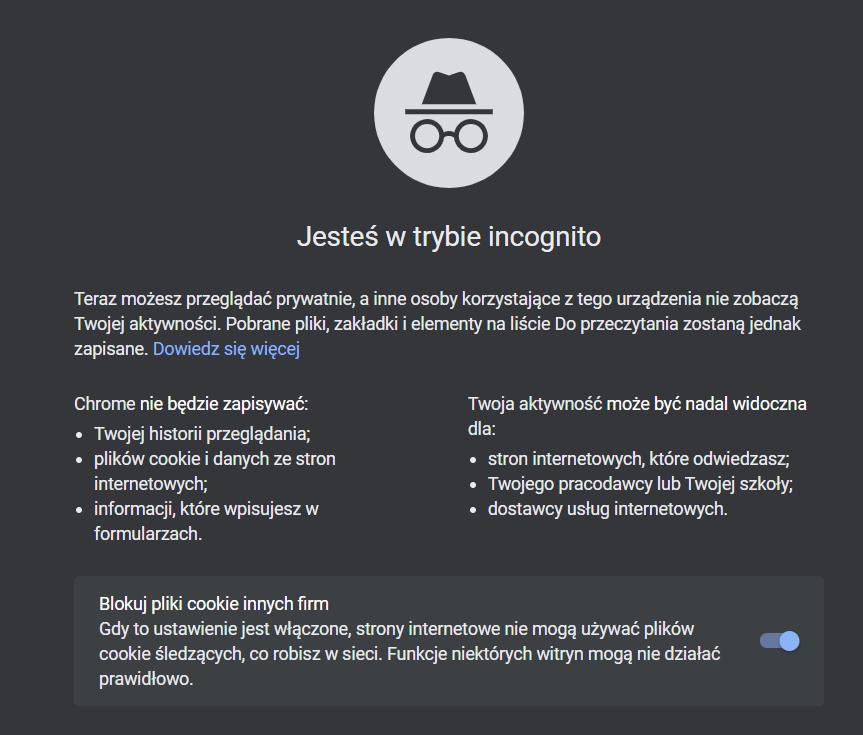 Jesteś w trybie incognito
Teraz możesz przeglądać prywatnie, a inne osoby korzystające z tego urządzenia nie zobaczą
Twojej aktywności. Pobrane pliki, zakładki i elementy na liście Do przeczytania zostaną jednak
zapisane. Dowiedz się więcej
Chrome nie będzie zapisywać:
• Twojej historii przeglądania;
• plików cookie i danych ze stron
internetowych;
• informacji, które wpisujesz w
formularzach.
Twoja aktywność może być nadal widoczna
dla:
• stron internetowych, które odwiedzasz;
• Twojego pracodawcy lub Twojej szkoły;
• dostawcy usług internetowych.
Blokuj pliki cookie innych firm
Gdy to ustawienie jest włączone, strony internetowe nie mogą używać plików
cookie śledzących, co robisz w sieci. Funkcje niektórych witryn mogą nie działać
prawidłowo.